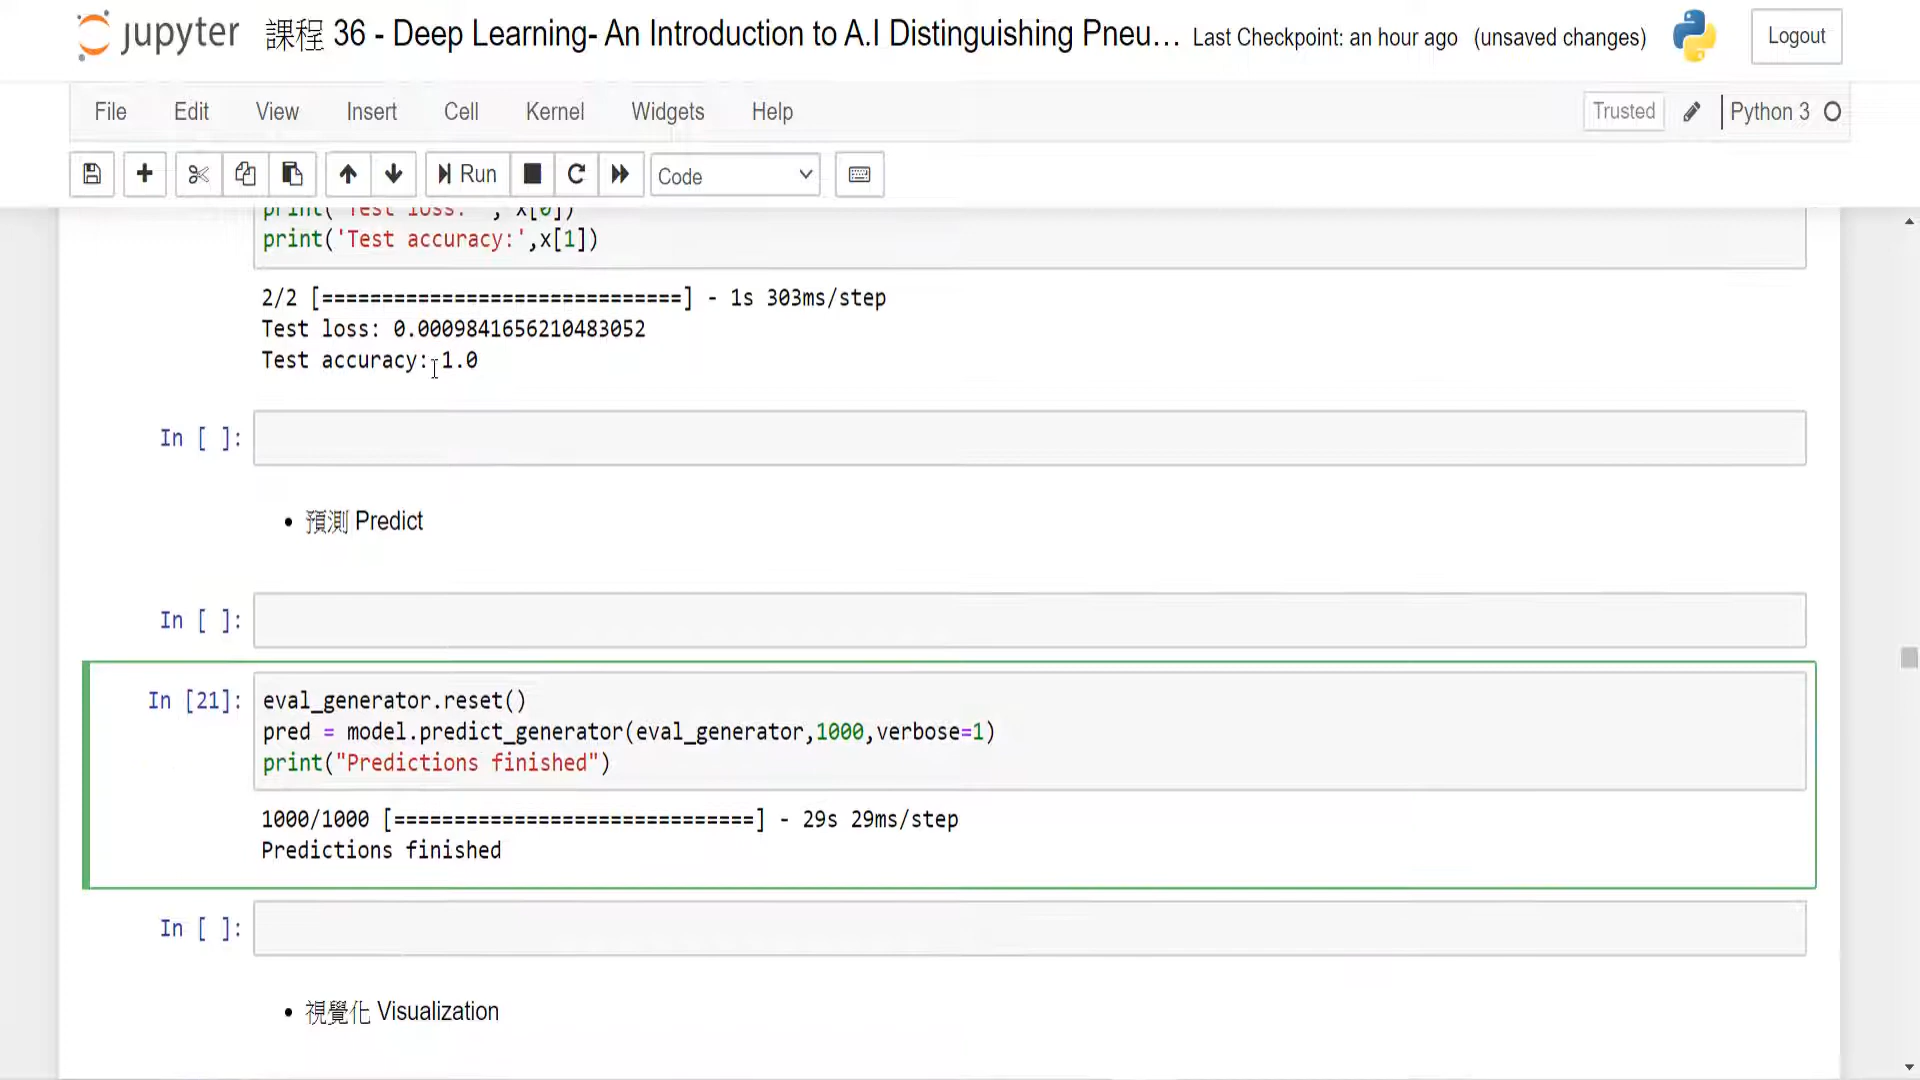 jupyter 課程 36 - Deep Learning- An Introduction to A.I Distinguishing Pneu... Last Checkpoint: an hour ago (unsaved changes) Logout
File Edit View Insert Cell Kernel Widgets Help Trusted Python 3
Run Code
print('Test loss: ', x[0])
print('Test accuracy:',x[1])
2/2 [==============================] - 1s 303ms/step
Test loss: 0.0009841656210483052
Test accuracy: 1.0
In [ ]:
• 預測 Predict
In [ ]:
In [21]: eval_generator.reset()
pred = model.predict_generator(eval_generator,1000,verbose=1)
print("Predictions finished")
1000/1000 [==============================] - 29s 29ms/step
Predictions finished
In [ ]:
• 視覺化 Visualization